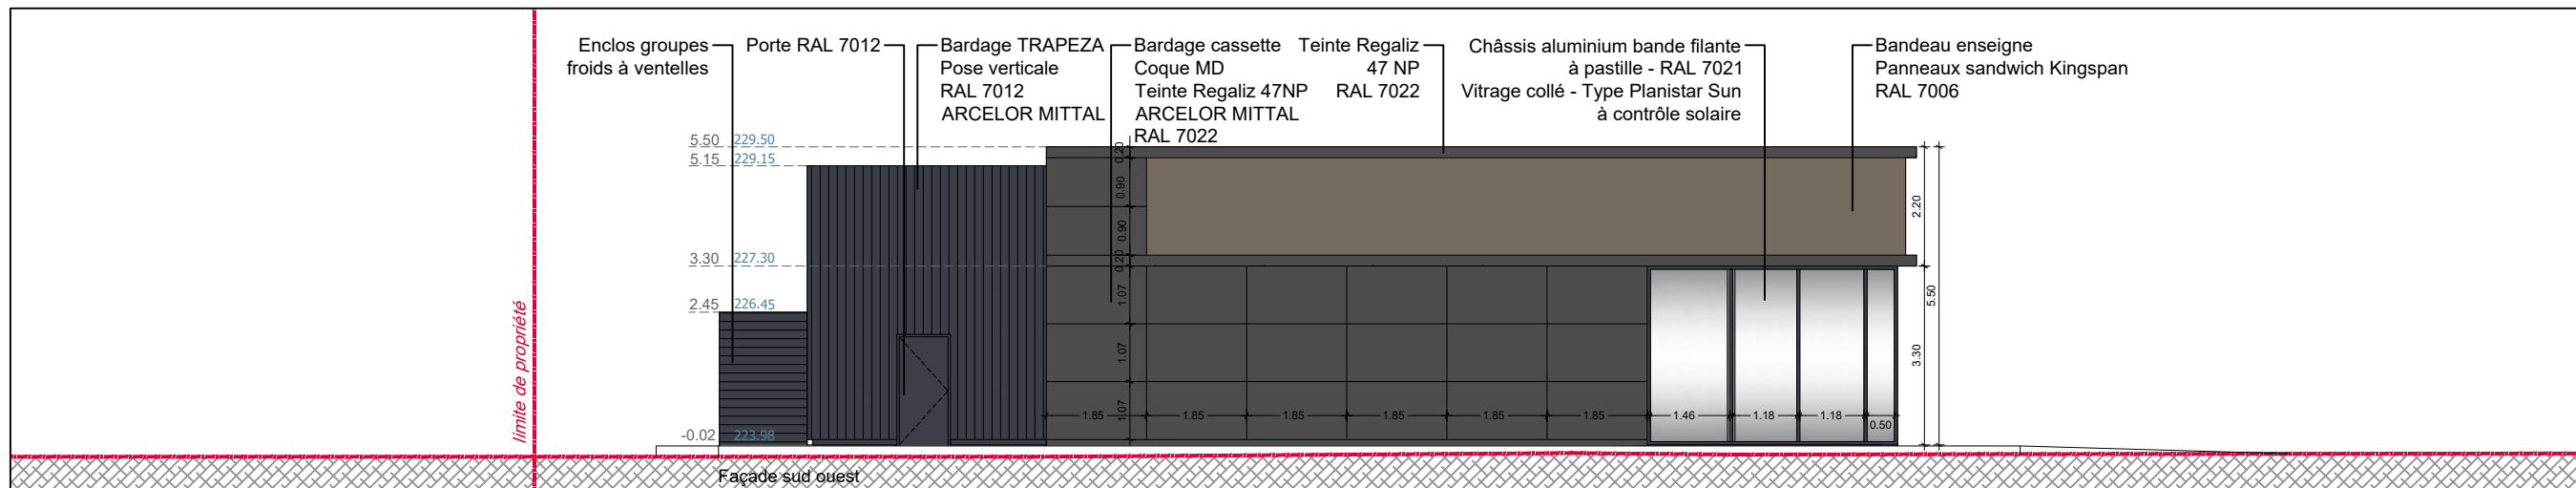 Enclos groupes
froids à ventelles
Porte RAL 7012
Bardage TRAPEZA
Pose verticale
RAL 7012
ARCELOR MITTAL
Bardage cassette
Coque MD
Teinte Regaliz 47NP
ARCELOR MITTAL
RAL 7022
Teinte Regaliz
47 NP
RAL 7022
Châssis aluminium bande filante
à pastille - RAL 7021
Vitrage collé - Type Planistar Sun
à contrôle solaire
Bandeau enseigne
Panneaux sandwich Kingspan
RAL 7006
5.50 229.50
5.15 229.15
3.30 227.30
2.45 226.45
-0.02 223.98
limite de propriété
0.20
0.90
0.90
0.20
1.07
1.07
1.07
1.85 1.85 1.85 1.85 1.85 1.85 1.46 1.18 1.18 0.50
2.20
3.30
5.50
Façade sud ouest